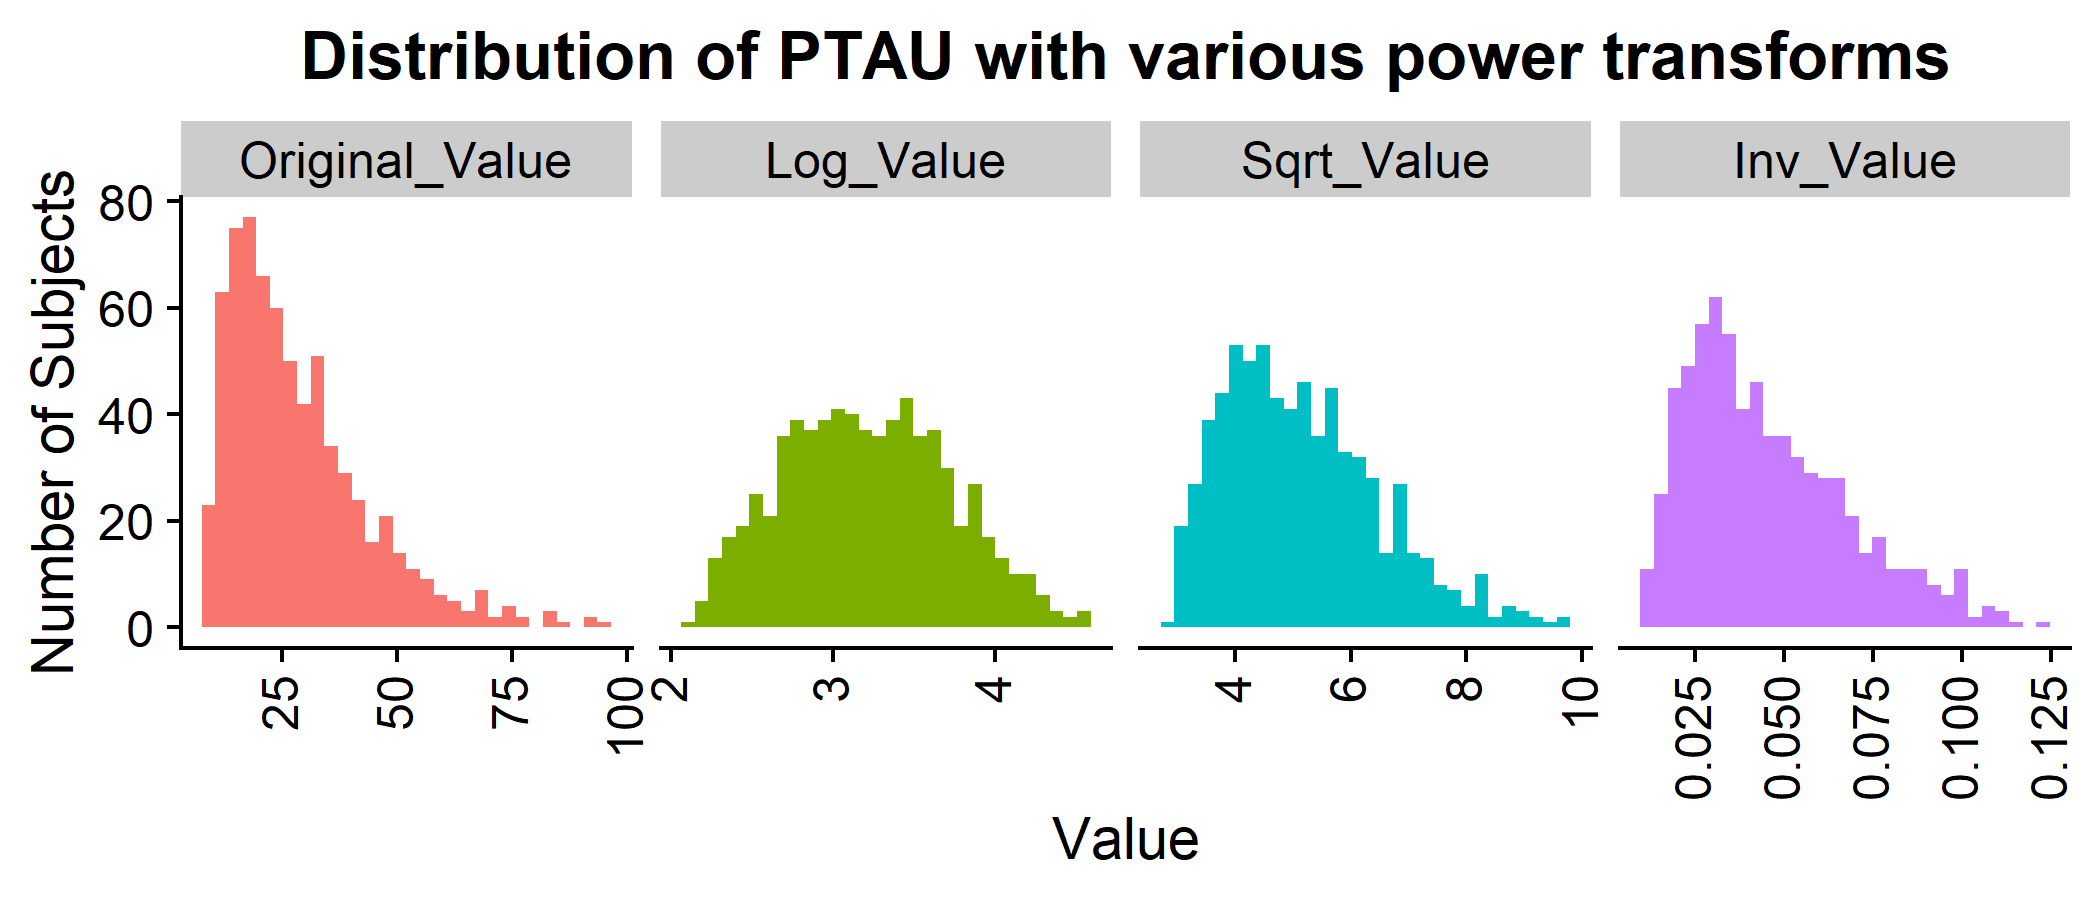 Distribution of PTAU with various power transforms
Original_Value Log_Value Sqrt_Value Inv_Value
Number of Subjects
80
60
40
20
0
25 50 75 100 2 3 4 4 6 8 10 0.025 0.050 0.075 0.100 0.125
Value